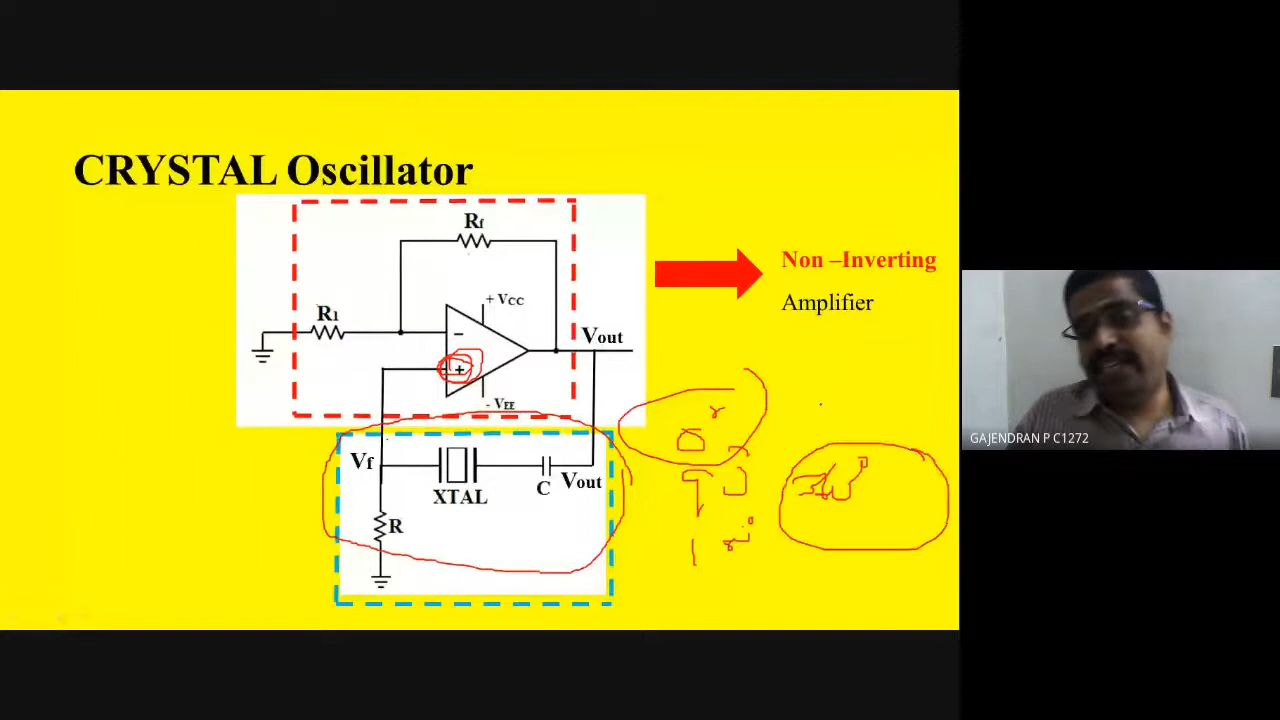 CRYSTAL Oscillator
Rf
Non –Inverting
+ VCC
Amplifier
R1
−
Vout
+
- VEE
Vf
XTAL
C
Vout
R
GAJENDRAN P C1272